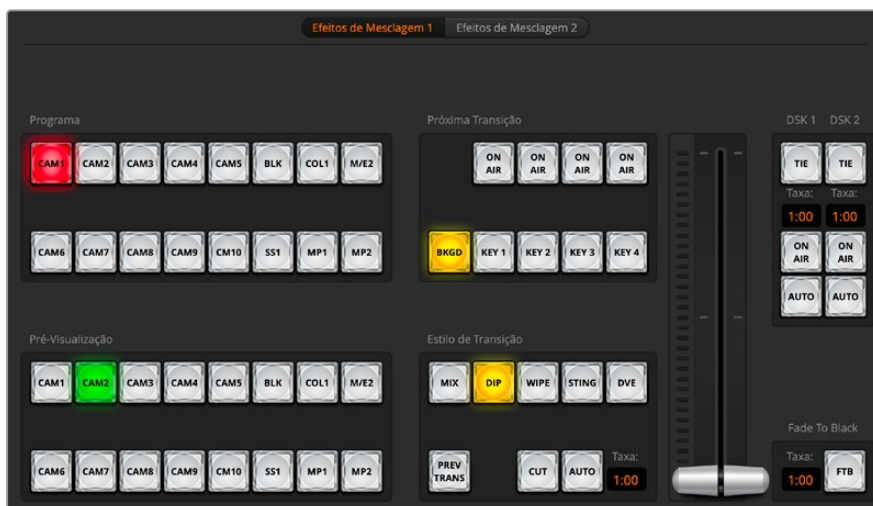 Efeitos de Mesclagem 1 Efeitos de Mesclagem 2
Programa
CAM1 CAM2 CAM3 CAM4 CAM5 BLK COL1 M/E2
CAM6 CAM7 CAM8 CAM9 CM10 SS1 MP1 MP2
Próxima Transição
ON AIR ON AIR ON AIR ON AIR
BKGD KEY 1 KEY 2 KEY 3 KEY 4
DSK 1 DSK 2
TIE TIE
Taxa: Taxa:
1:00 1:00
ON AIR ON AIR
AUTO AUTO
Pré-Visualização
CAM1 CAM2 CAM3 CAM4 CAM5 BLK COL1 M/E2
CAM6 CAM7 CAM8 CAM9 CM10 SS1 MP1 MP2
Estilo de Transição
MIX DIP WIPE STING DVE
PREV TRANS CUT AUTO
Taxa:
1:00
Fade To Black
Taxa:
1:00 FTB